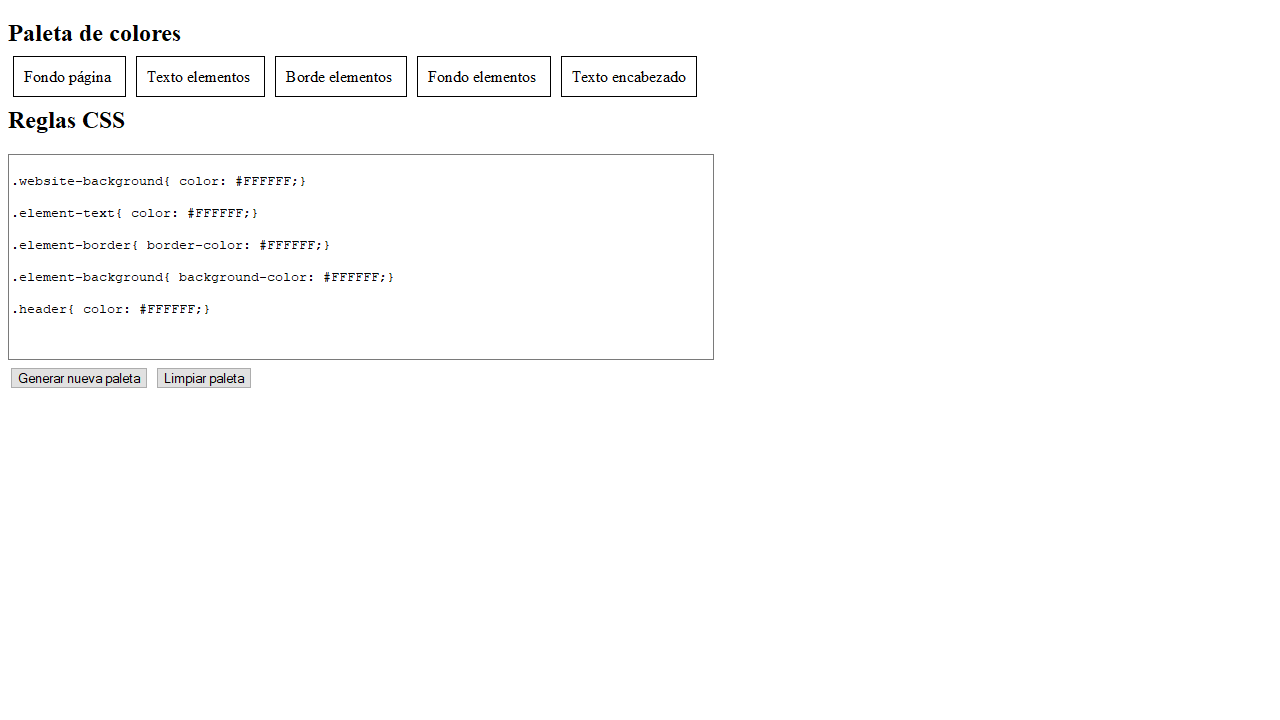 Paleta de colores
Fondo página Texto elementos Borde elementos Fondo elementos Texto encabezado
Reglas CSS
.website-background{ color: #FFFFFF;}
.element-text{ color: #FFFFFF;}
.element-border{ border-color: #FFFFFF;}
.element-background{ background-color: #FFFFFF;}
.header{ color: #FFFFFF;}
Generar nueva paleta Limpiar paleta